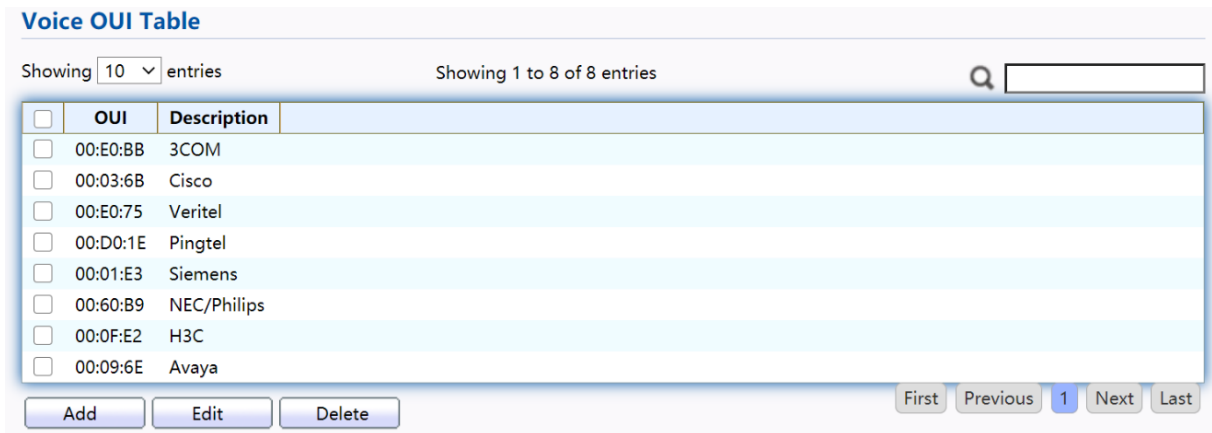 Voice OUI Table
Showing 10 entries Showing 1 to 8 of 8 entries
OUI Description
00:E0:BB 3COM
00:03:6B Cisco
00:E0:75 Veritel
00:D0:1E Pingtel
00:01:E3 Siemens
00:60:B9 NEC/Philips
00:0F:E2 H3C
00:09:6E Avaya
Add Edit Delete First Previous 1 Next Last